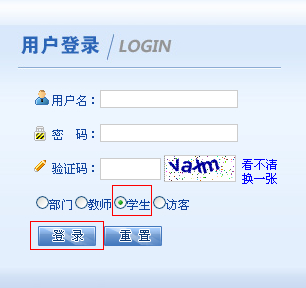 用户登录 / LOGIN
用户名：
密 码：
验证码： 看不清
换一张
部门 教师 学生 访客
登 录 重 置